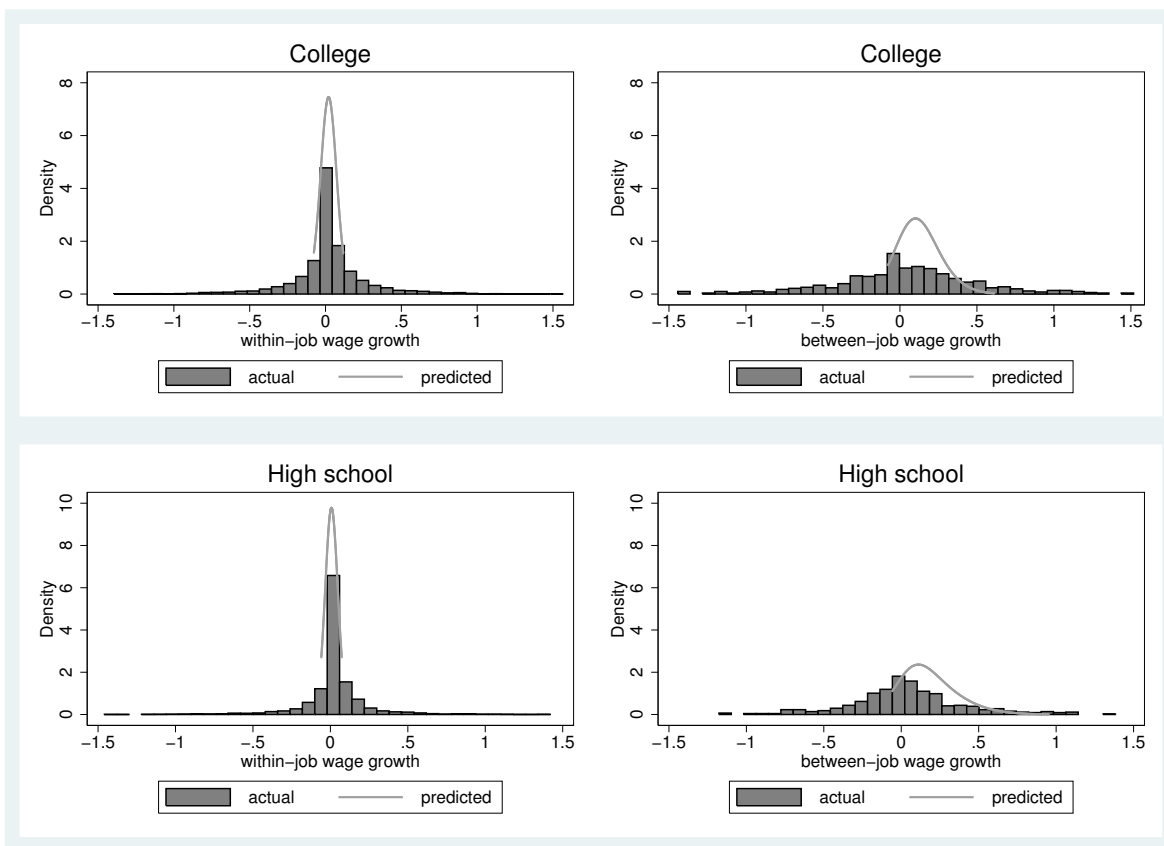 College
Density
8
6
4
2
0
−1.5 −1 −.5 0 .5 1 1.5
within−job wage growth
actual predicted
College
Density
8
6
4
2
0
−1.5 −1 −.5 0 .5 1 1.5
between−job wage growth
actual predicted
High school
Density
10
8
6
4
2
0
−1.5 −1 −.5 0 .5 1 1.5
within−job wage growth
actual predicted
High school
Density
10
8
6
4
2
0
−1.5 −1 −.5 0 .5 1 1.5
between−job wage growth
actual predicted